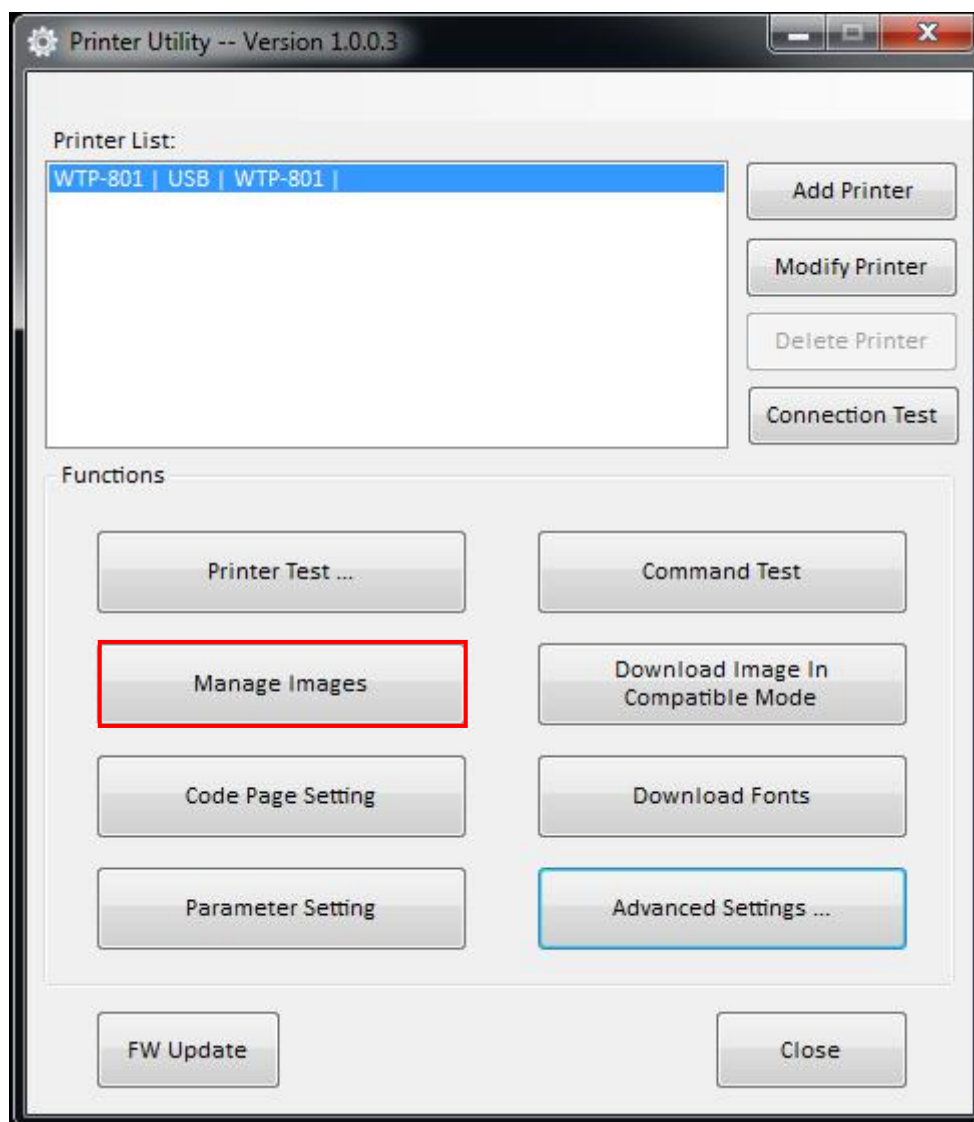 Printer Utility -- Version 1.0.0.3
Printer List:
WTP-801 | USB | WTP-801 |
Add Printer
Modify Printer
Delete Printer
Connection Test
Functions
Printer Test ...
Command Test
Manage Images
Download Image In
Compatible Mode
Code Page Setting
Download Fonts
Parameter Setting
Advanced Settings ...
FW Update
Close